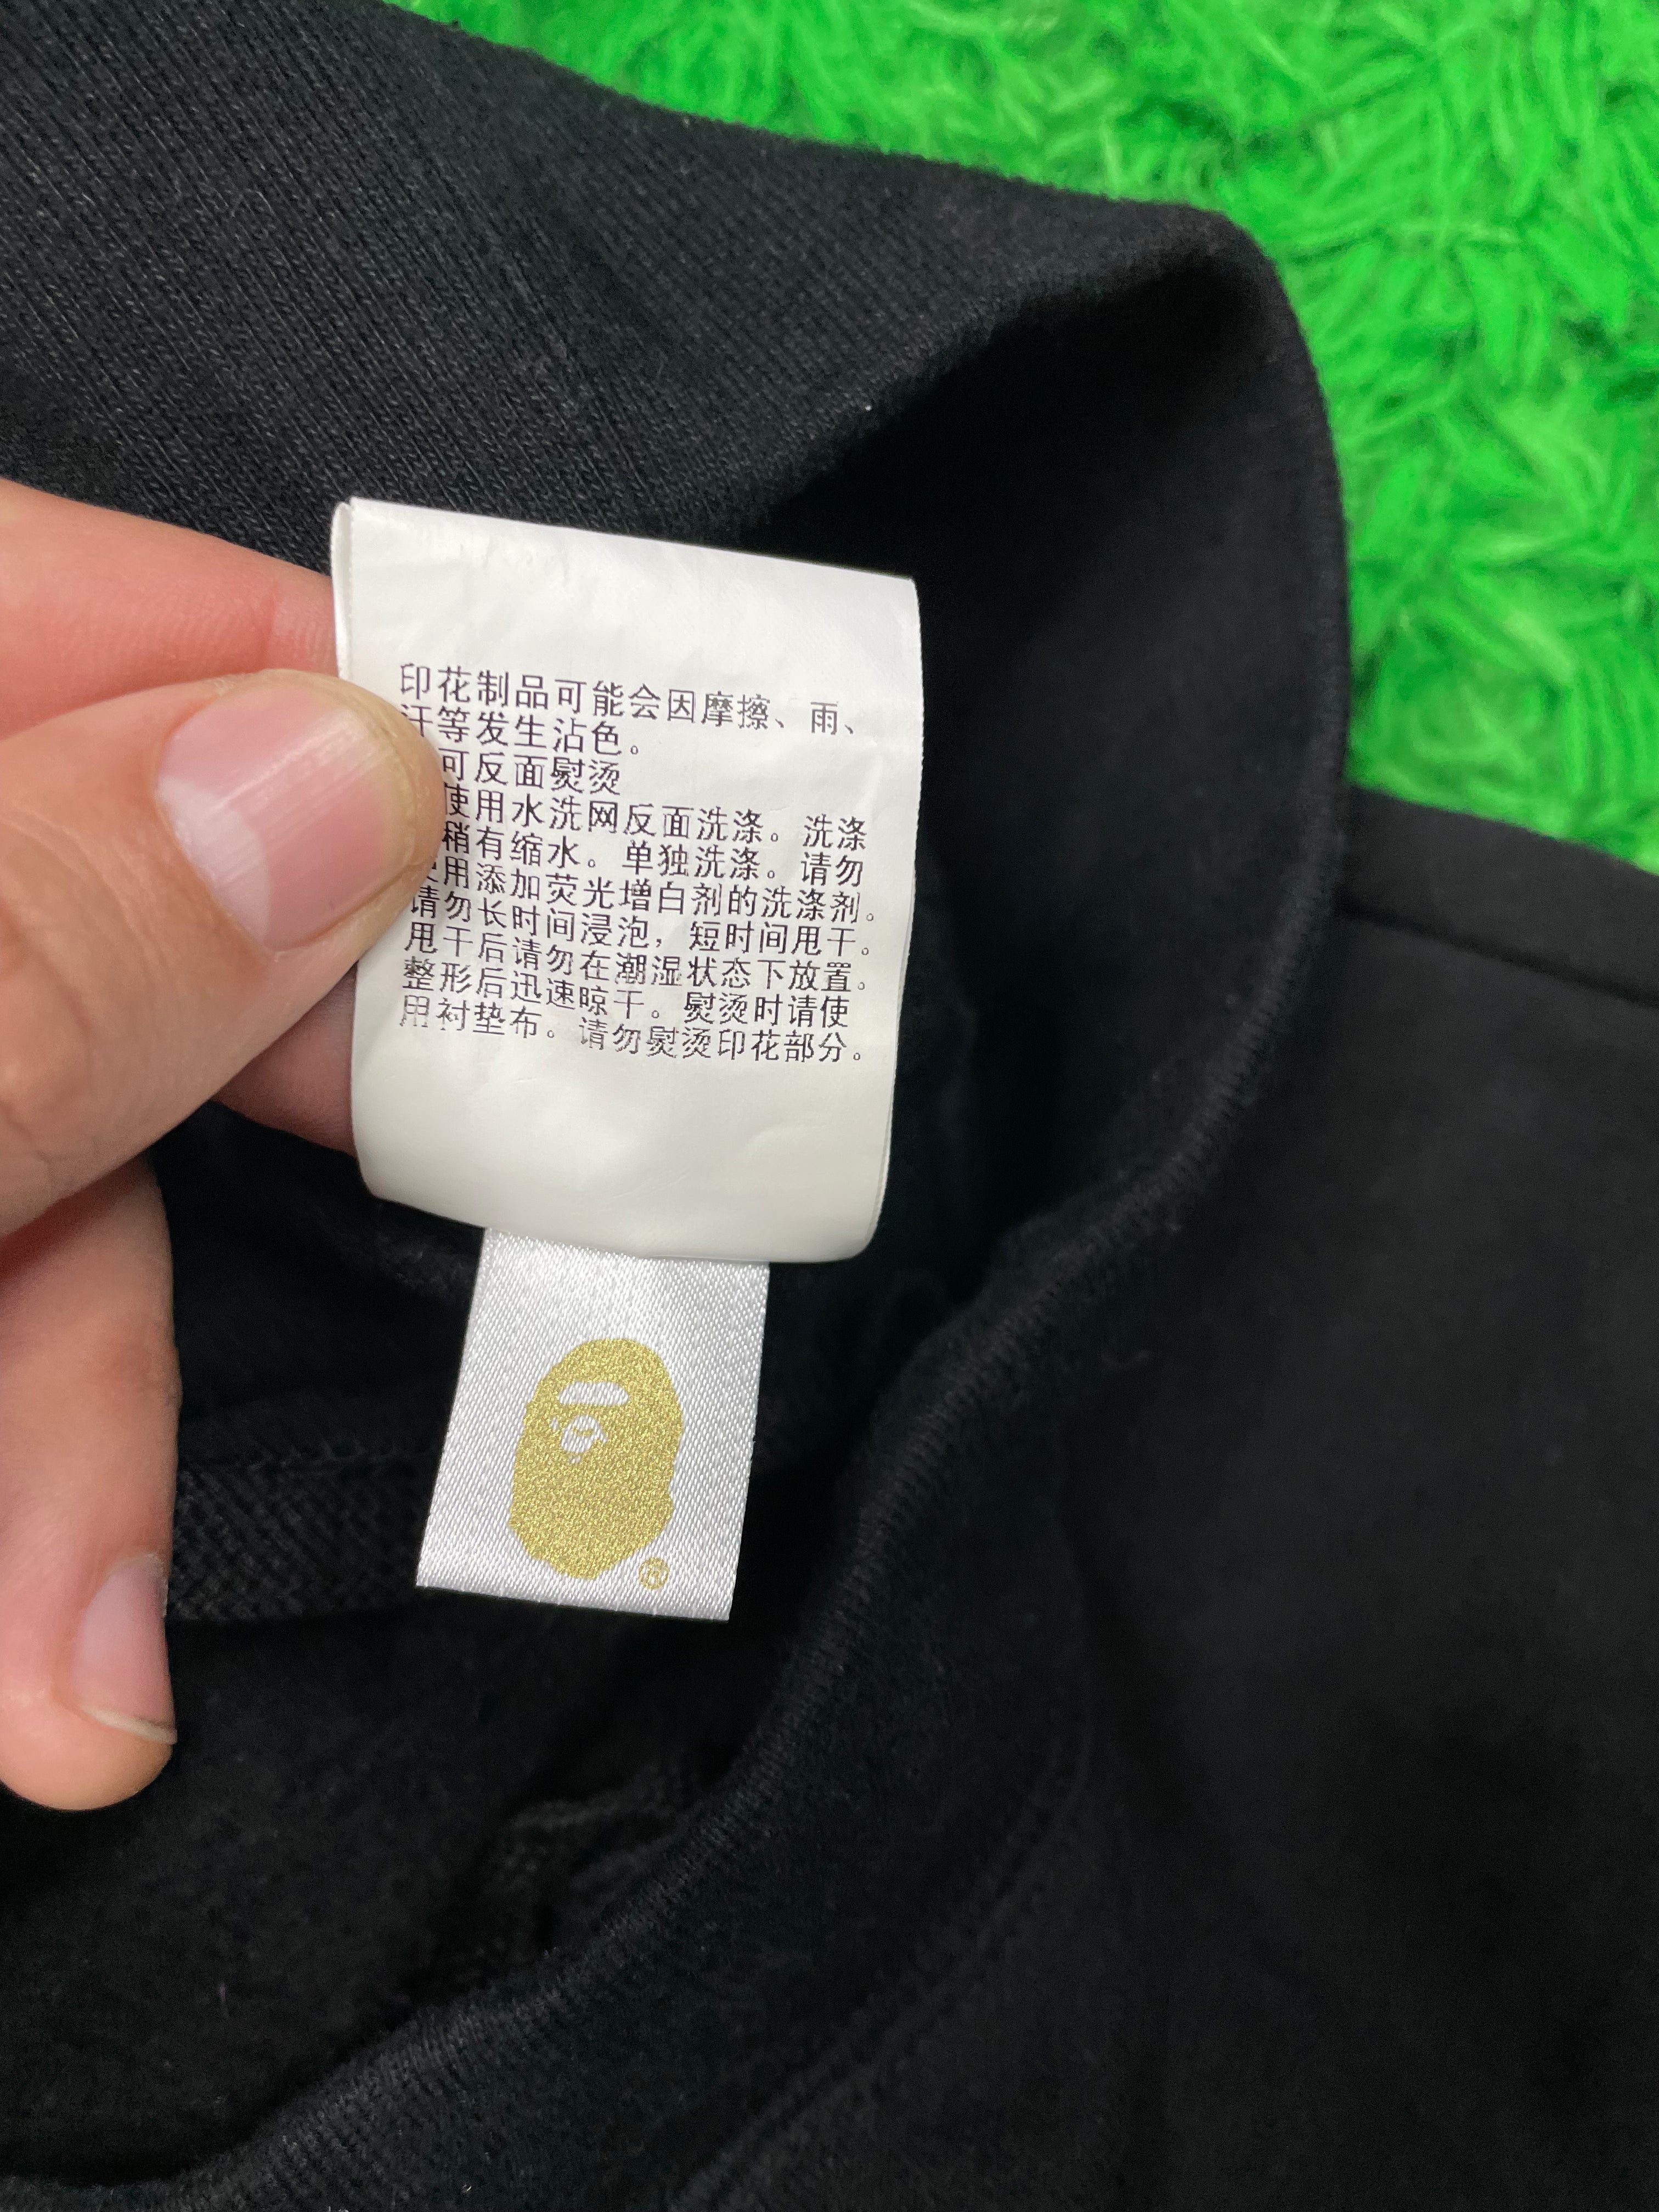 印花制品可能会因摩擦、雨、
汗等发生沾色。
可反面熨烫
使用水洗网反面洗涤。洗涤
稍有缩水。单独洗涤。请勿
使用添加荧光增白剂的洗涤剂。
请勿长时间浸泡，短时间甩干。
甩干后请勿在潮湿状态下放置。
整形后迅速晾干。熨烫时请使
用衬垫布。请勿熨烫印花部分。
®